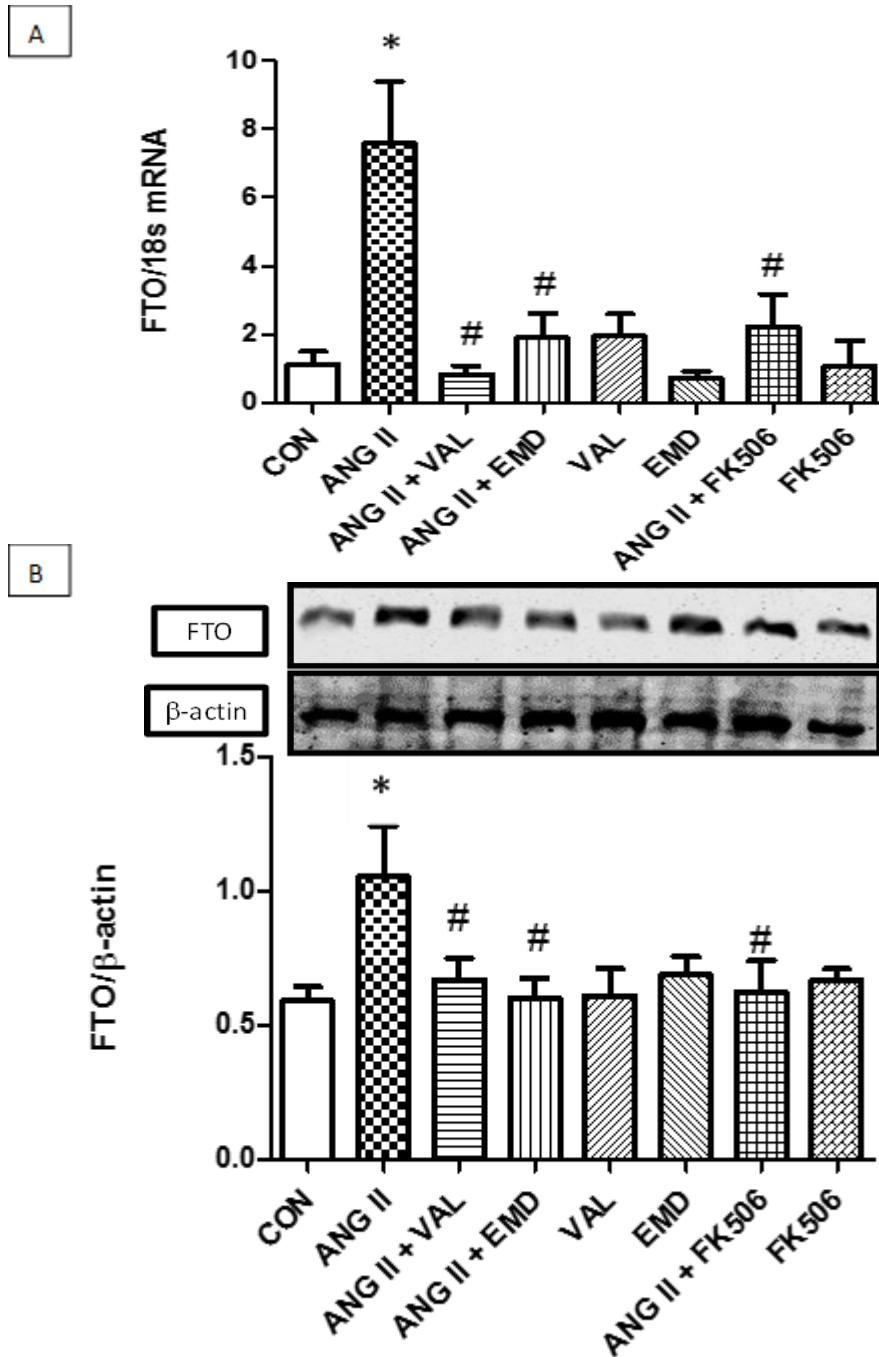 A
FTO/18s mRNA
10
8
6
4
2
0
*
#
#
#
CON
ANG II
ANG II + VAL
ANG II + EMD
VAL
EMD
ANG II + FK506
FK506
B
FTO
β-actin
FTO/β-actin
1.5
1.0
0.5
0.0
*
#
#
#
CON
ANG II
ANG II + VAL
ANG II + EMD
VAL
EMD
ANG II + FK506
FK506